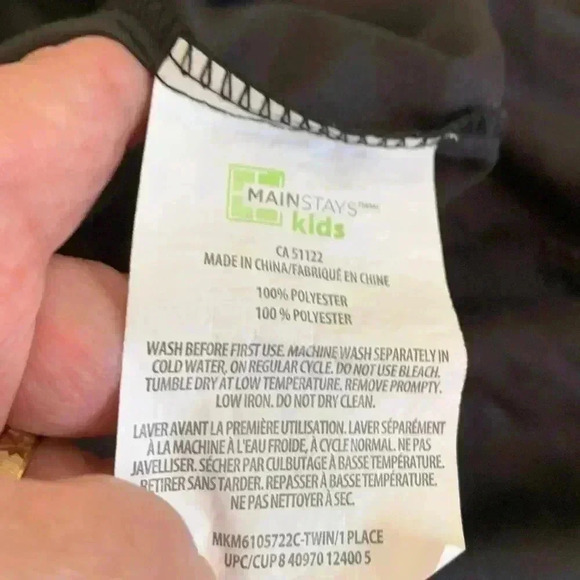 MAINSTAYS
kids
CA 51122
MADE IN CHINA/FABRIQUÉ EN CHINE
100% POLYESTER
100 % POLYESTER
WASH BEFORE FIRST USE. MACHINE WASH SEPARATELY IN
COLD WATER, ON REGULAR CYCLE. DO NOT USE BLEACH.
TUMBLE DRY AT LOW TEMPERATURE. REMOVE PROMPTY.
LOW IRON. DO NOT DRY CLEAN.
LAVER AVANT LA PREMIÈRE UTILISATION. LAVER SÉPARÉMENT
À LA MACHINE À L'EAU FROIDE, À CYCLE NORMAL. NE PAS
JAVELLISER. SÉCHER PAR CULBUTAGE À BASSE TEMPÉRATURE.
RETIRER SANS TARDER. REPASSER À BASSE TEMPÉRATURE.
NE PAS NETTOYER À SEC.
MKM6105722C-TWIN/1 PLACE
UPC/CUP 8 40970 12400 5